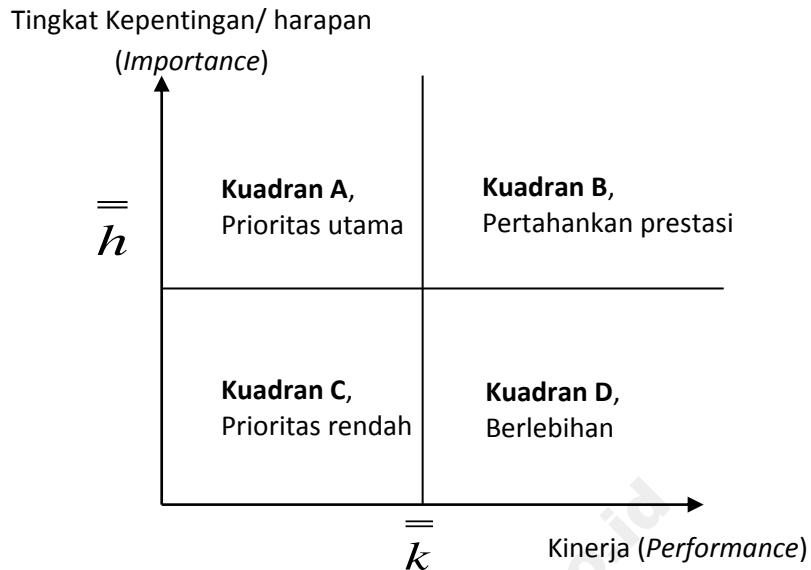 Tingkat Kepentingan/ harapan
(Importance)
Kuadran A,
Prioritas utama
Kuadran B,
Pertahankan prestasi
h
Kuadran C,
Prioritas rendah
Kuadran D,
Berlebihan
k
Kinerja (Performance)